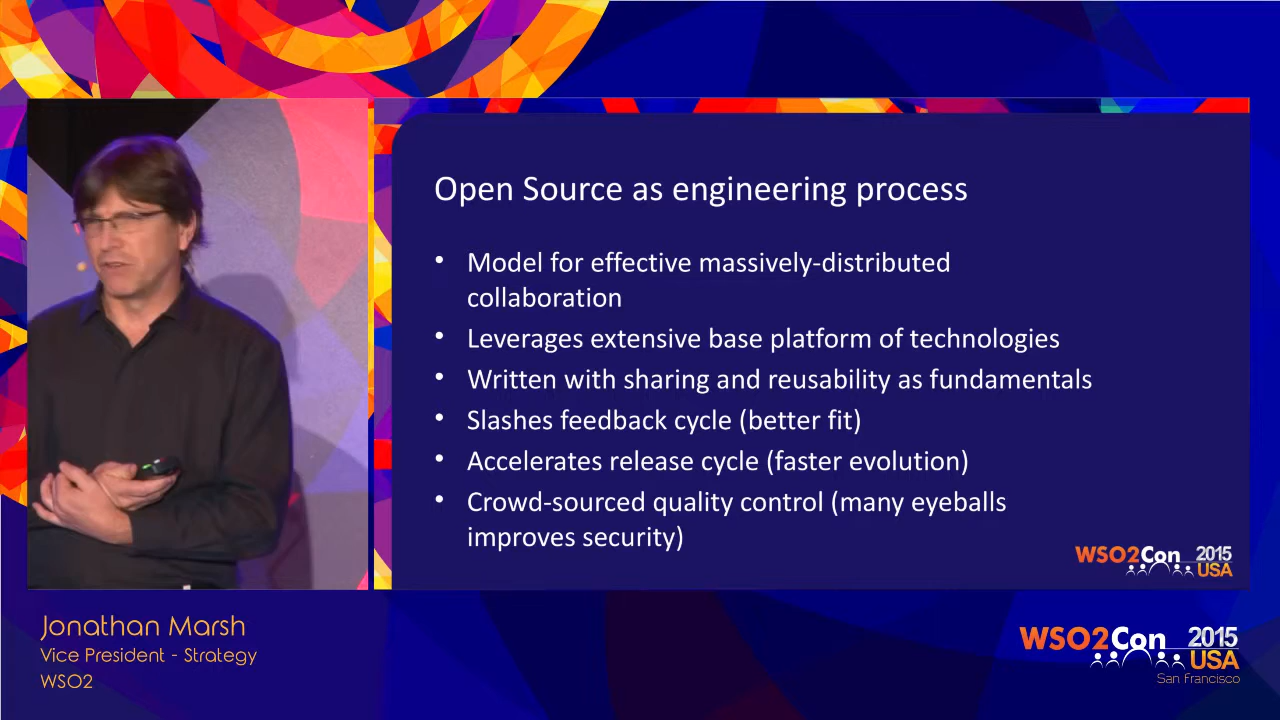 Open Source as engineering process
• Model for effective massively-distributed
collaboration
• Leverages extensive base platform of technologies
• Written with sharing and reusability as fundamentals
• Slashes feedback cycle (better fit)
• Accelerates release cycle (faster evolution)
• Crowd-sourced quality control (many eyeballs
improves security)
WSO2Con 2015
USA
Jonathan Marsh
Vice President - Strategy
WSO2
WSO2Con 2015
USA
San Francisco